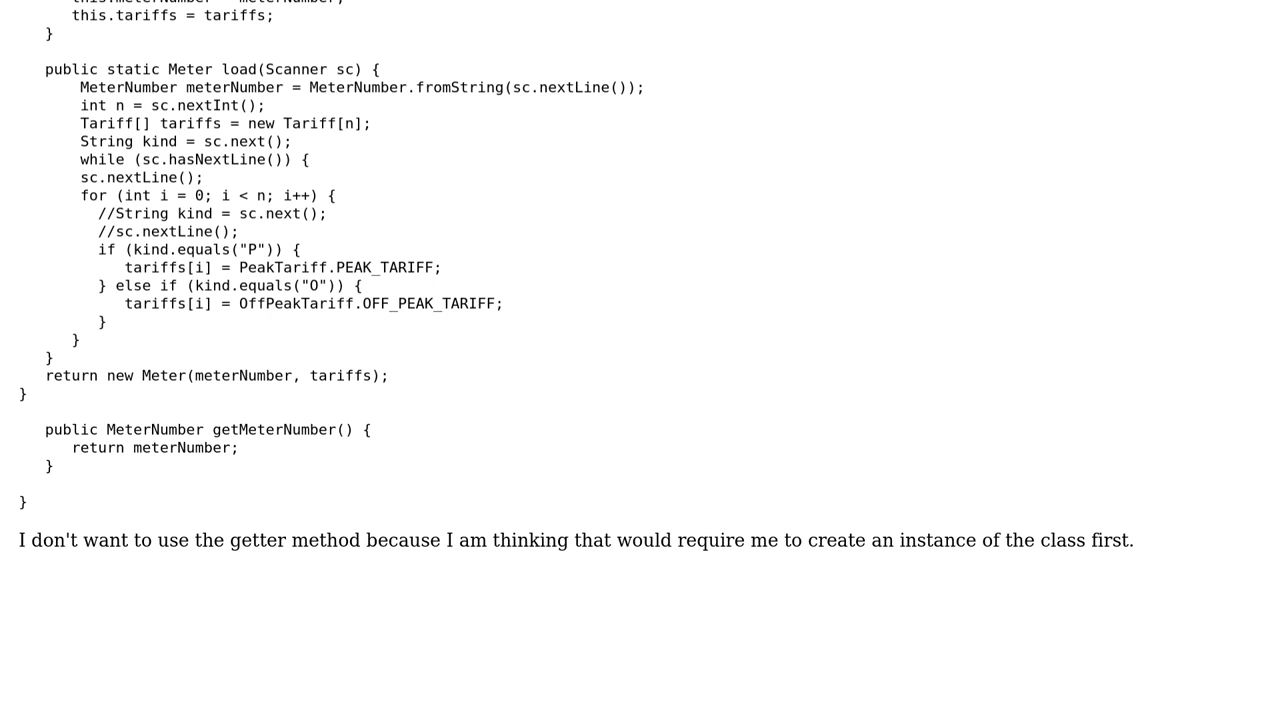 this.meterNumber = meterNumber;
this.tariffs = tariffs;
}
public static Meter load(Scanner sc) {
MeterNumber meterNumber = MeterNumber.fromString(sc.nextLine());
int n = sc.nextInt();
Tariff[] tariffs = new Tariff[n];
String kind = sc.next();
while (sc.hasNextLine()) {
sc.nextLine();
for (int i = 0; i < n; i++) {
//String kind = sc.next();
//sc.nextLine();
if (kind.equals("P")) {
tariffs[i] = PeakTariff.PEAK_TARIFF;
} else if (kind.equals("O")) {
tariffs[i] = OffPeakTariff.OFF_PEAK_TARIFF;
}
}
}
return new Meter(meterNumber, tariffs);
}
public MeterNumber getMeterNumber() {
return meterNumber;
}
}
I don't want to use the getter method because I am thinking that would require me to create an instance of the class first.